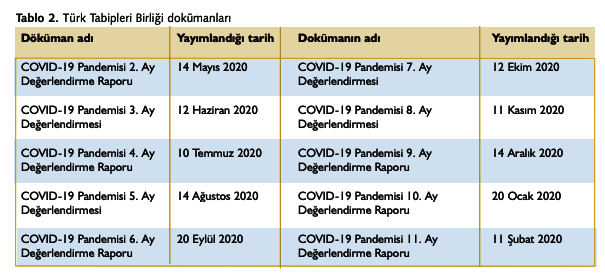 Tablo 2. Türk Tabipleri Birliği dokümanları
Döküman adı Yayımlandığı tarih Dokümanın adı Yayımlandığı tarih
COVID-19 Pandemisi 2. Ay Değerlendirme Raporu 14 Mayıs 2020 COVID-19 Pandemisi 7. Ay Değerlendirmesi 12 Ekim 2020
COVID-19 Pandemisi 3. Ay Değerlendirmesi 12 Haziran 2020 COVID-19 Pandemisi 8. Ay Değerlendirmesi 11 Kasım 2020
COVID-19 Pandemisi 4. Ay Değerlendirme Raporu 10 Temmuz 2020 COVID-19 Pandemisi 9. Ay Değerlendirme Raporu 14 Aralık 2020
COVID-19 Pandemisi 5. Ay Değerlendirmesi 14 Ağustos 2020 COVID-19 Pandemisi 10. Ay Değerlendirme Raporu 20 Ocak 2020
COVID-19 Pandemisi 6. Ay Değerlendirme Raporu 20 Eylül 2020 COVID-19 Pandemisi 11. Ay Değerlendirme Raporu 11 Şubat 2020